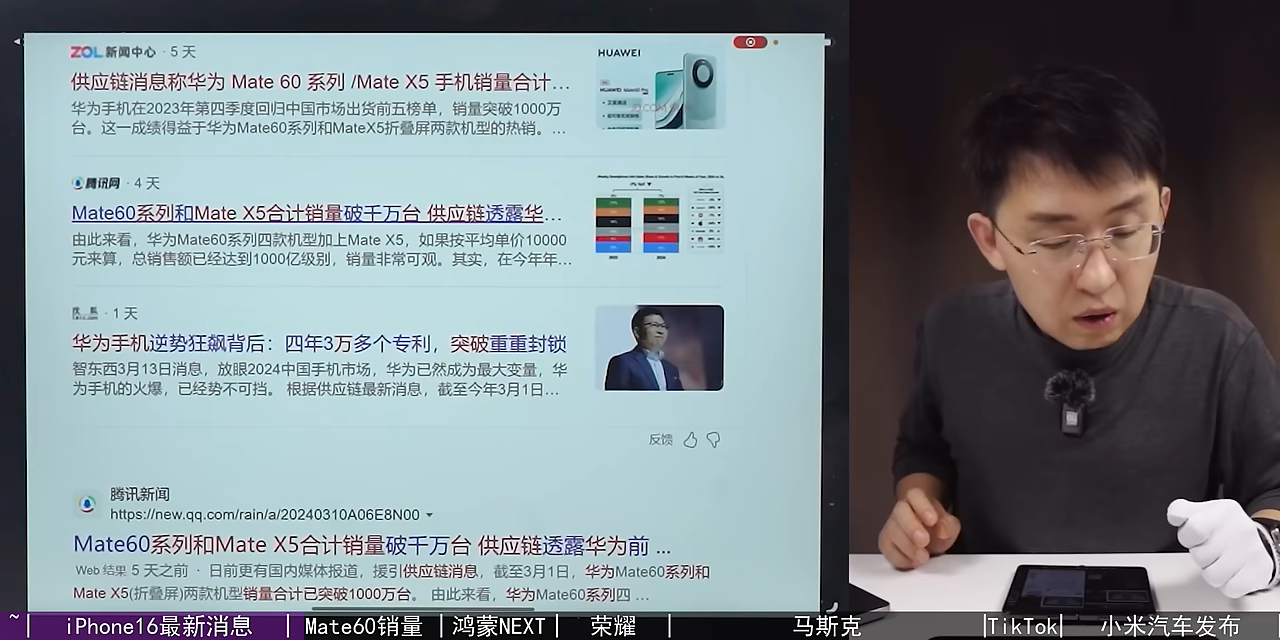 ZOL 新闻中心 · 5 天
供应链消息称华为 Mate 60 系列 /Mate X5 手机销量合计...
华为手机在2023年第四季度回归中国市场出货前五榜单，销量突破1000万
台。这一成绩得益于华为Mate60系列和MateX5折叠屏两款机型的热销。...
HUAWEI
腾讯网 · 4 天
Mate60系列和Mate X5合计销量破千万台 供应链透露华...
由此来看，华为Mate60系列四款机型加上Mate X5，如果按平均单价10000
元来算，总销售额已经达到1000亿级别，销量非常可观。其实，在今年年...
· 1 天
华为手机逆势狂飙背后：四年3万多个专利，突破重重封锁
智东西3月13日消息，放眼2024中国手机市场，华为已然成为最大变量，华
为手机的火爆，已经势不可挡。 根据供应链最新消息，截至今年3月1日...
反馈
腾讯新闻
https://new.qq.com/rain/a/20240310A06E8N00
Mate60系列和Mate X5合计销量破千万台 供应链透露华为前 ...
Web 结果 5 天之前 · 日前更有国内媒体报道，援引供应链消息，截至3月1日，华为Mate60系列和
Mate X5(折叠屏)两款机型销量合计已突破1000万台。 由此来看，华为Mate60系列四 ...
~| iPhone16最新消息 |Mate60销量 |鸿蒙NEXT| 荣耀 | 马斯克 |TikTok| 小米汽车发布